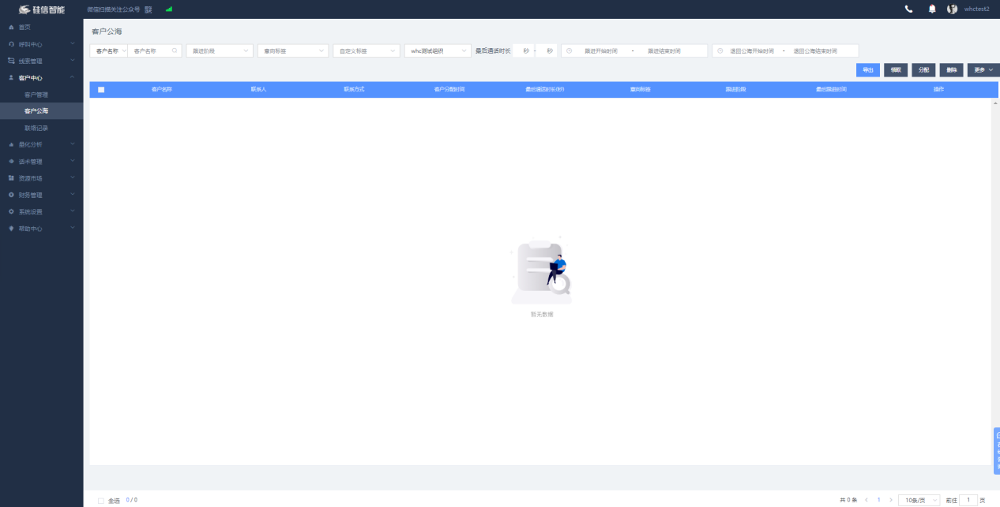 硅信智能
微信扫描关注公众号
whctest2
首页
呼叫中心
线索管理
客户中心
客户管理
客户公海
联络记录
量化分析
话术管理
资源市场
财务管理
系统设置
帮助中心
客户公海
客户名称 客户名称 跟进阶段 意向标签 自定义标签 whc测试组织 最后通话时长 秒 - 秒 跟进开始时间 - 跟进结束时间 退回公海开始时间 - 退回公海结束时间
导出 领取 分配 删除 更多
客户名称 联系人 联系方式 客户分配时间 最后通话时长(秒) 意向标签 跟进阶段 最后跟进时间 操作
暂无数据
全选 0 / 0
共 0 条 1 10条/页 前往 1 页